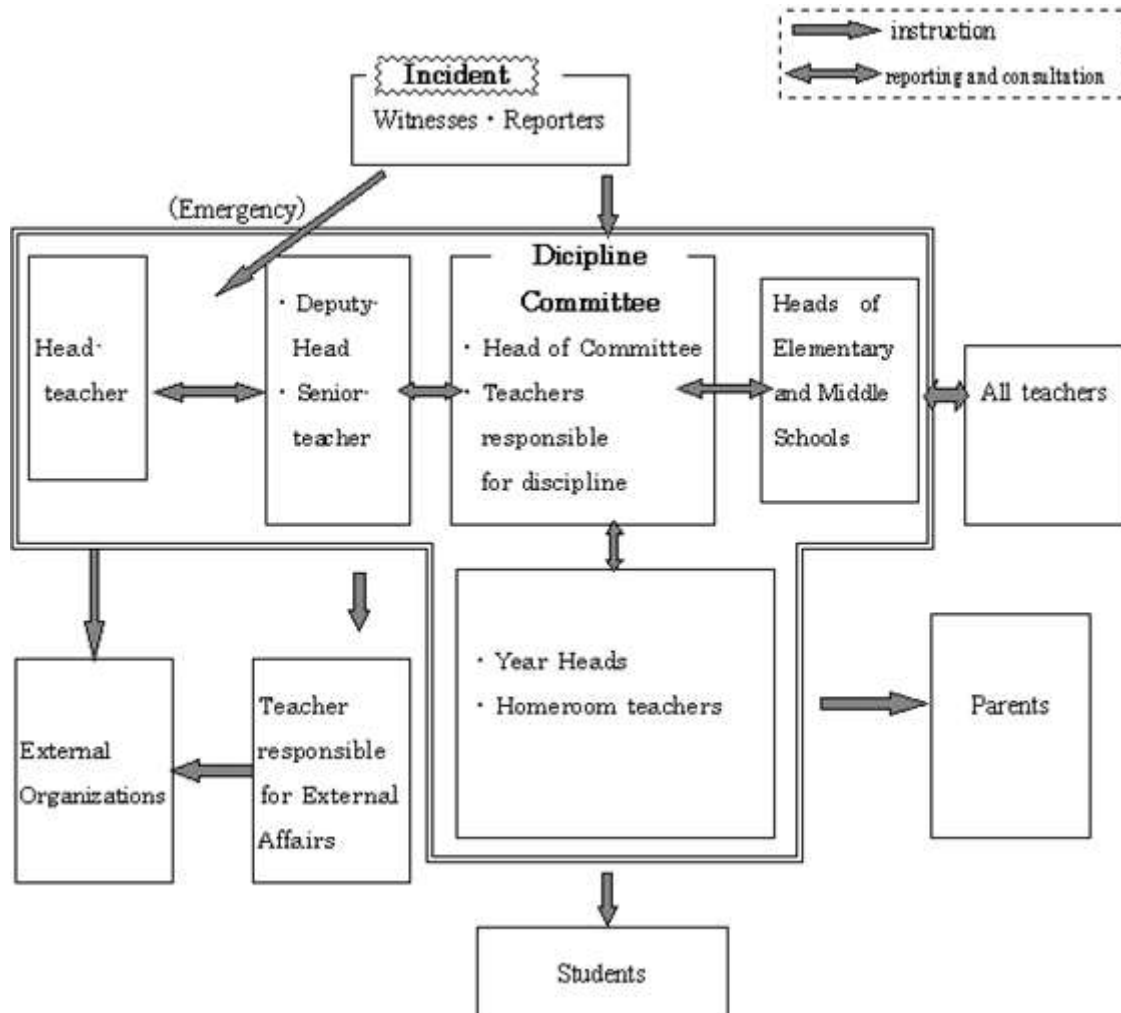 instruction
reporting and consultation
Incident
Witnesses・Reporters
(Emergency)
Head-
teacher
・Deputy-
Head
・Senior-
teacher
Dicipline
Committee
・Head of Committee
・Teachers
responsible
for discipline
Heads of
Elementary
and Middle
Schools
All teachers
External
Organizations
Teacher
responsible
for External
Affairs
・Year Heads
・Homeroom teachers
Parents
Students